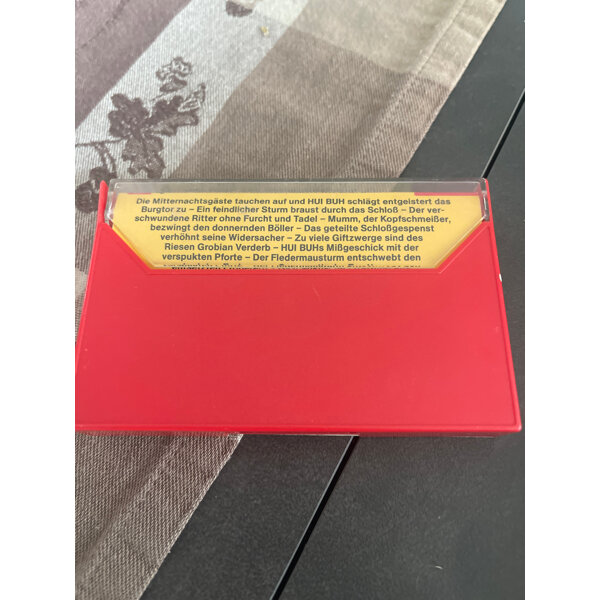 Die Mitternachtsgäste tauchen auf und HUI BUH schlägt entgeistert das
Burgtor zu – Ein feindlicher Sturm braust durch das Schloß – Der ver-
schwundene Ritter ohne Furcht und Tadel – Mumm, der Kopfschmeißer,
bezwingt den donnernden Böller – Das geteilte Schloßgespenst
verhöhnt seine Widersacher – Zu viele Giftzwerge sind des
Riesen Grobian Verderb – HUI BUHs Mißgeschick mit der
verspukten Pforte – Der Fledermausturm entschwebt den